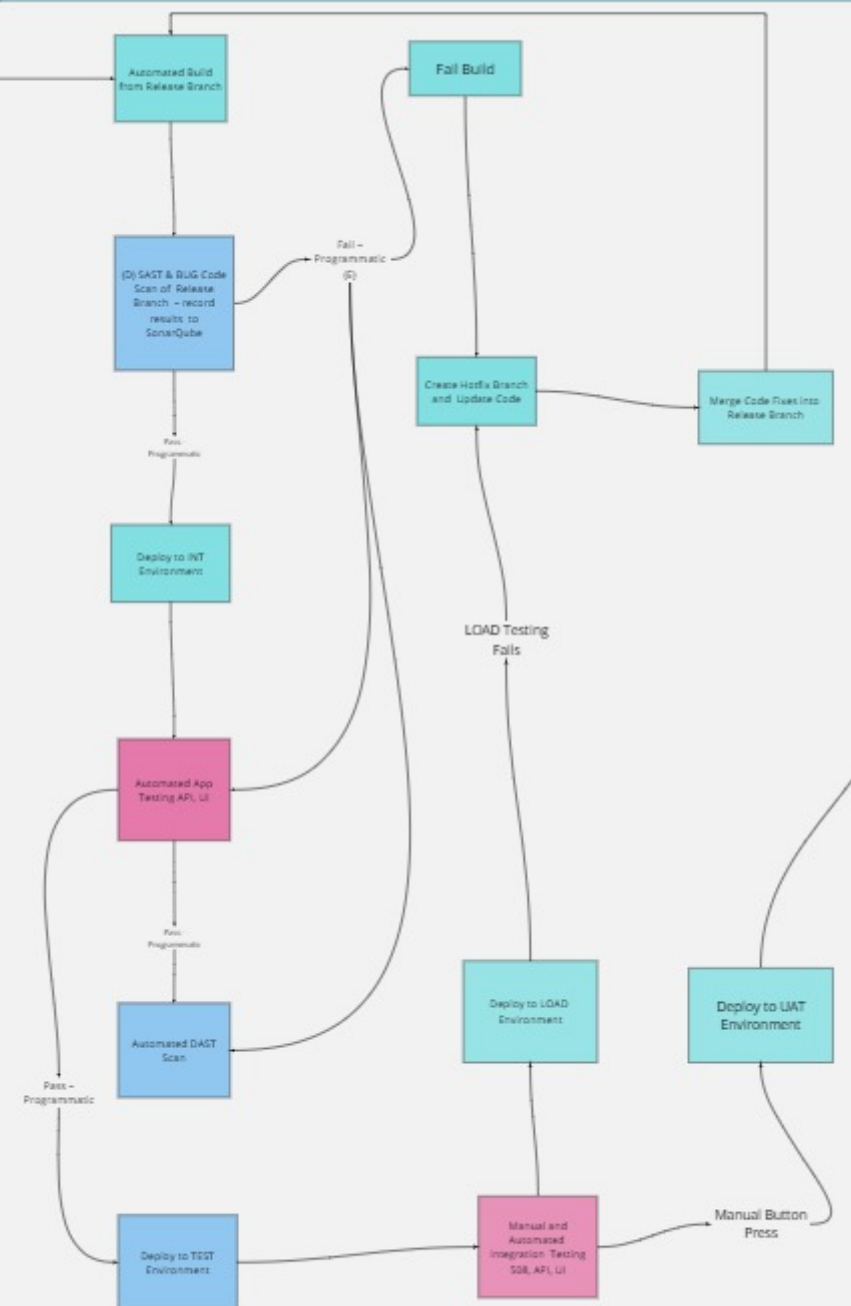 Automated Build
from Release Branch
Fail Build
(D) SAST & BUG Code
Scan of Release
Branch – record
results to
SonarQube
Fail –
Programmatic
(E)
Create Hotfix Branch
and Update Code
Merge Code Fixes into
Release Branch
Pass -
Programmatic
Deploy to INT
Environment
LOAD Testing
Fails
Automated App
Testing API, UI
Pass -
Programmatic
Deploy to LOAD
Environment
Deploy to UAT
Environment
Automated DAST
Scan
Pass –
Programmatic
Manual and
Automated
Integration Testing
508, API, UI
Manual Button
Press
Deploy to TEST
Environment